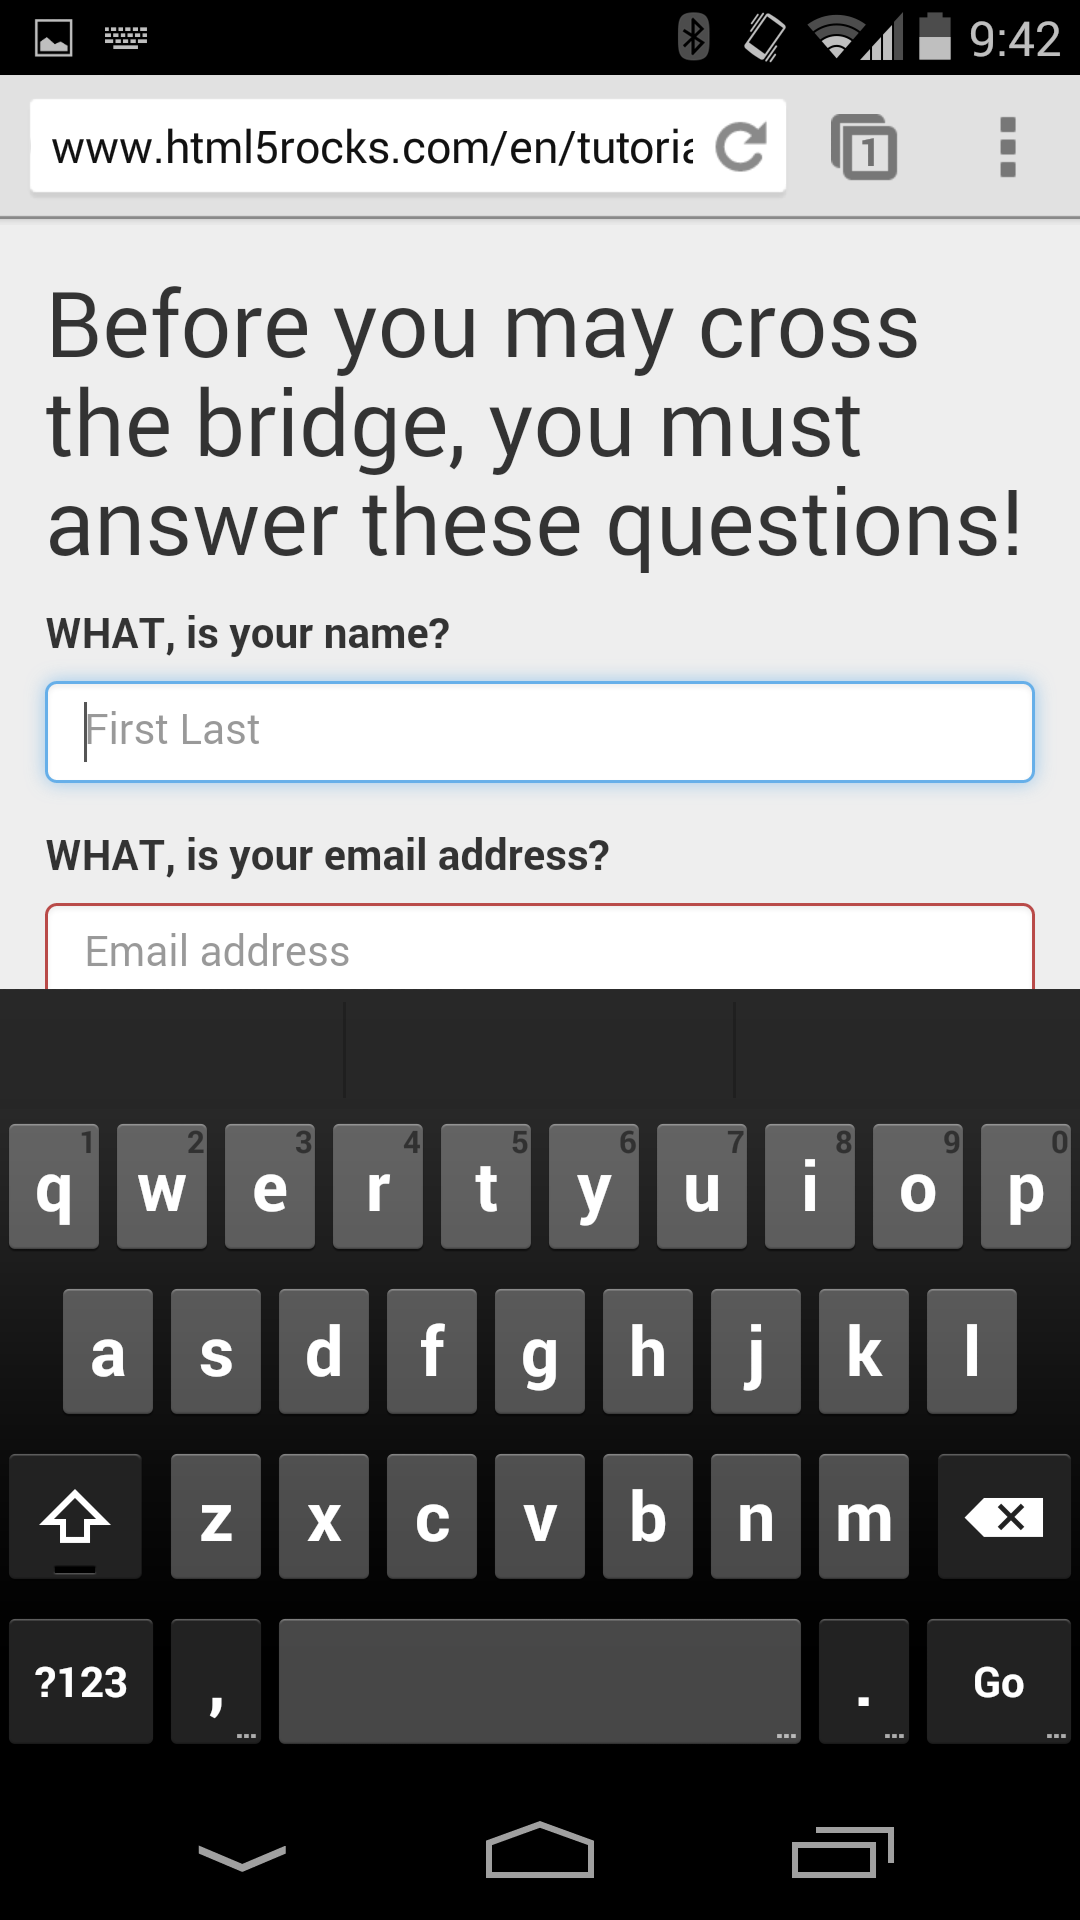 9:42
www.html5rocks.com/en/tutoria
1
Before you may cross
the bridge, you must
answer these questions!
WHAT, is your name?
First Last
WHAT, is your email address?
Email address
1 2 3 4 5 6 7 8 9 0
q w e r t y u i o p
a s d f g h j k l
z x c v b n m
?123 , . Go